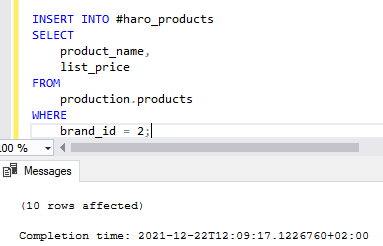 INSERT INTO #haro_products
SELECT
product_name,
list_price
FROM
production.products
WHERE
brand_id = 2;
00 %
Messages
(10 rows affected)
Completion time: 2021-12-22T12:09:17.1226760+02:00